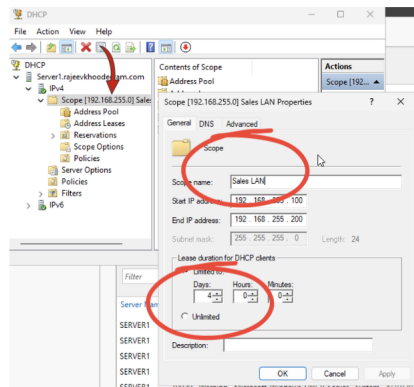 DHCP
File Action View Help
DHCP
Server1.rajeevkhoodeeram.com
IPv4
Scope [192.168.255.0] Sales
Address Pool
Address Leases
Reservations
Scope Options
Policies
Server Options
Policies
Filters
IPv6
Contents of Scope
Address Pool
Actions
Scope [192...
Scope [192.168.255.0] Sales LAN Properties ? X
General DNS Advanced
Scope
Scope name: Sales LAN
Start IP address: 192 . 168 . 255 . 100
End IP address: 192 . 168 . 255 . 200
Subnet mask: 255 . 255 . 255 . 0 Length: 24
Lease duration for DHCP clients
Limited to:
Days: Hours: Minutes:
4 0 0
Unlimited
Description:
OK Cancel Apply
Filter
Server Nam
SERVER1
SERVER1
SERVER1
SERVER1
SERVER1